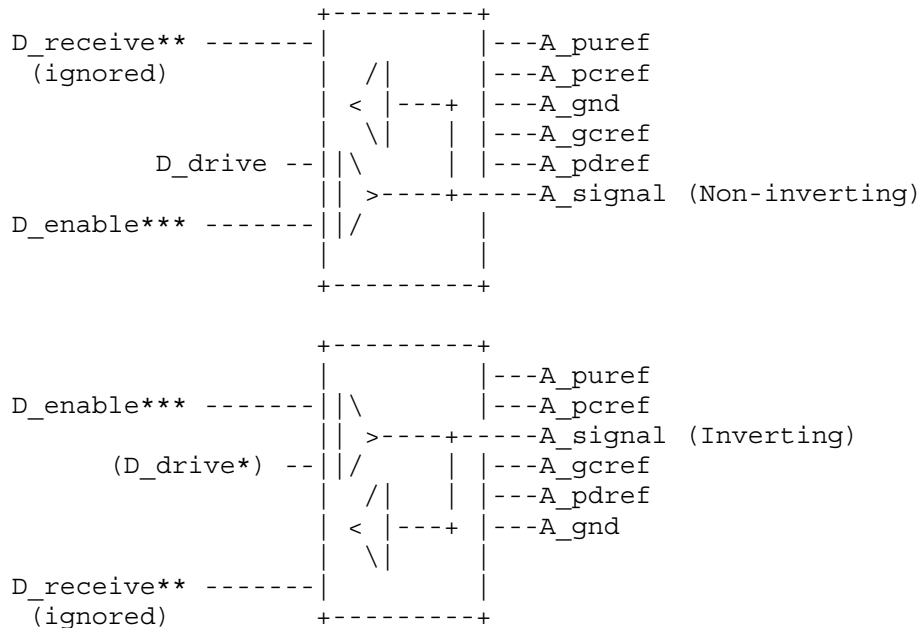 D_receive** ---A_puref
(ignored) ---A_pcref
---A_gnd
---A_gcref
D_drive -- ---A_pdref
-----A_signal (Non-inverting)
D_enable*** -------
---A_puref
D_enable*** ------- ---A_pcref
-----A_signal (Inverting)
(D_drive*) -- ---A_gcref
---A_pdref
---A_gnd
D_receive** -------
(ignored)